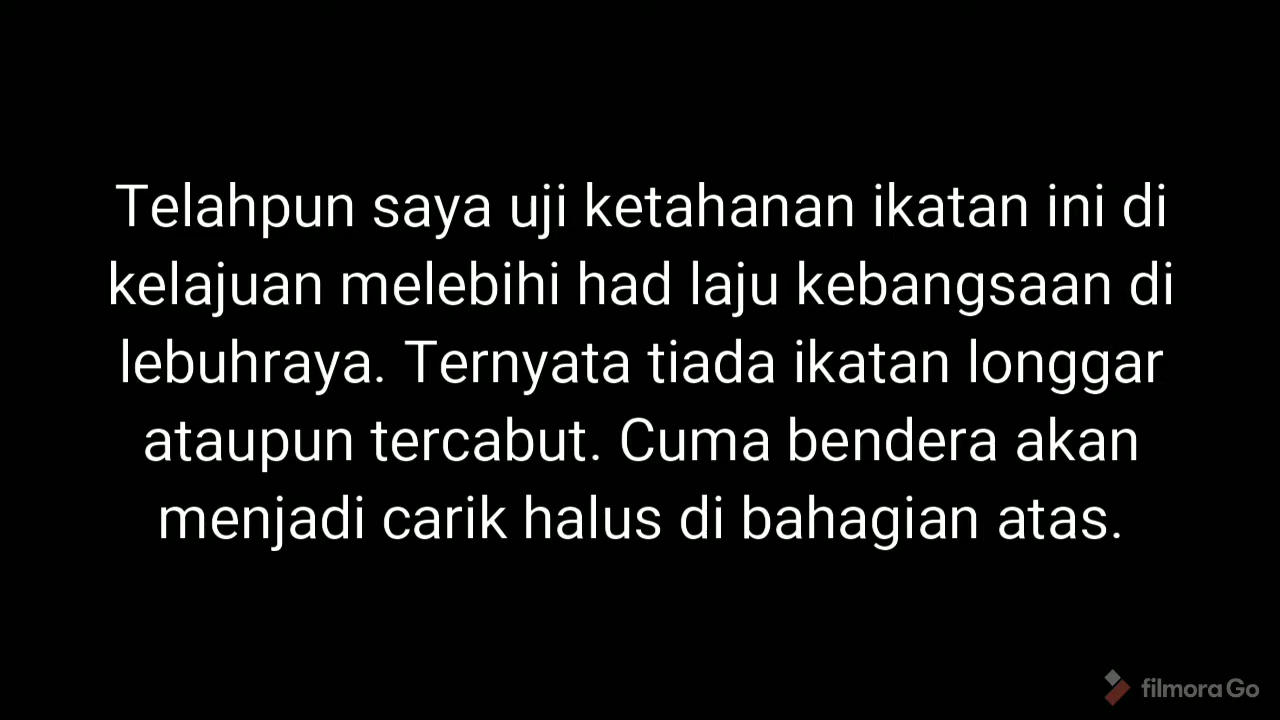 Telahpun saya uji ketahanan ikatan ini di
kelajuan melebihi had laju kebangsaan di
lebuhraya. Ternyata tiada ikatan longgar
ataupun tercabut. Cuma bendera akan
menjadi carik halus di bahagian atas.
filmoraGo